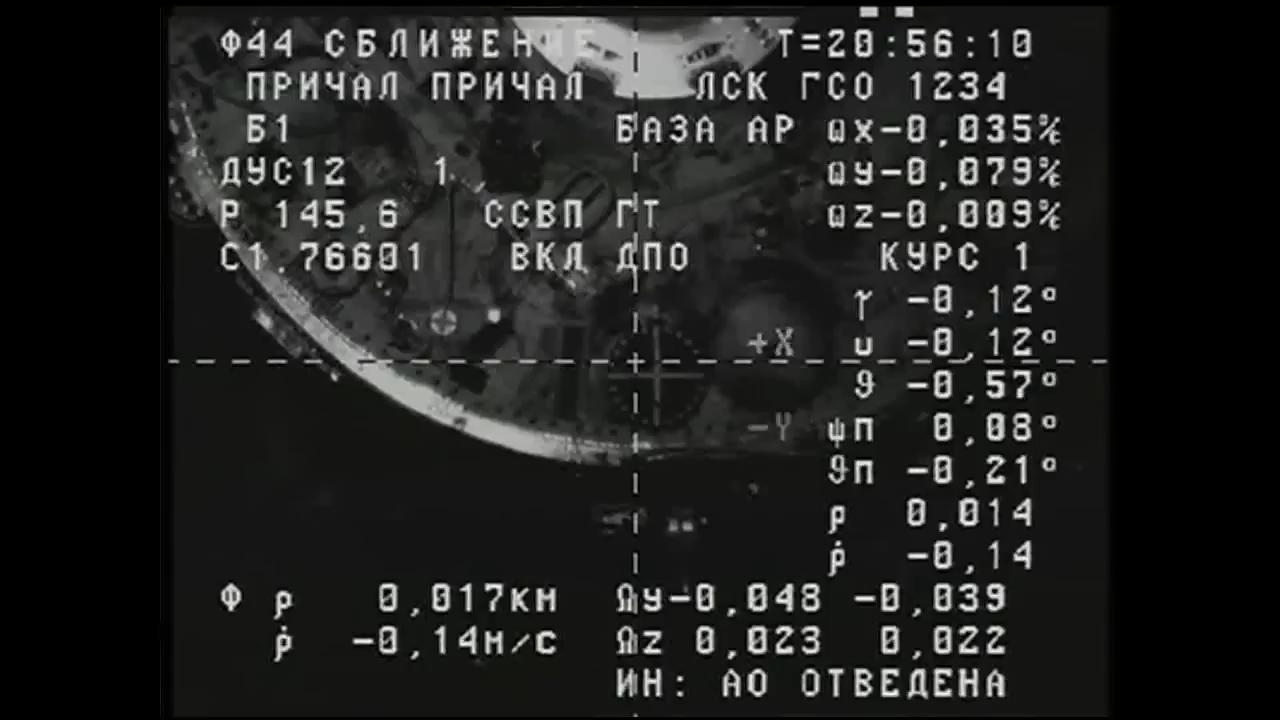 Ф44 СБЛИЖЕНИЕ Т=20:56:10
ПРИЧАЛ ПРИЧАЛ ЛСК ГСО 1234
Б1 БАЗА АР ωX-0,035%
ДУС12 1 ωУ-0,079%
Р 145,6 ССВП ГТ ωZ-0,009%
С1.76601 ВКЛ ДПО КУРС 1
γ -0,12°
+X υ -0,12°
ϑ -0,57°
-Y ψП 0,08°
ϑП -0,21°
ρ 0,014
ρ̇ -0,14
Ф ρ 0,017КМ ΩУ-0,048 -0,039
ρ̇ -0,14М/С ΩZ 0,023 0,022
ИН: АО ОТВЕДЕНА